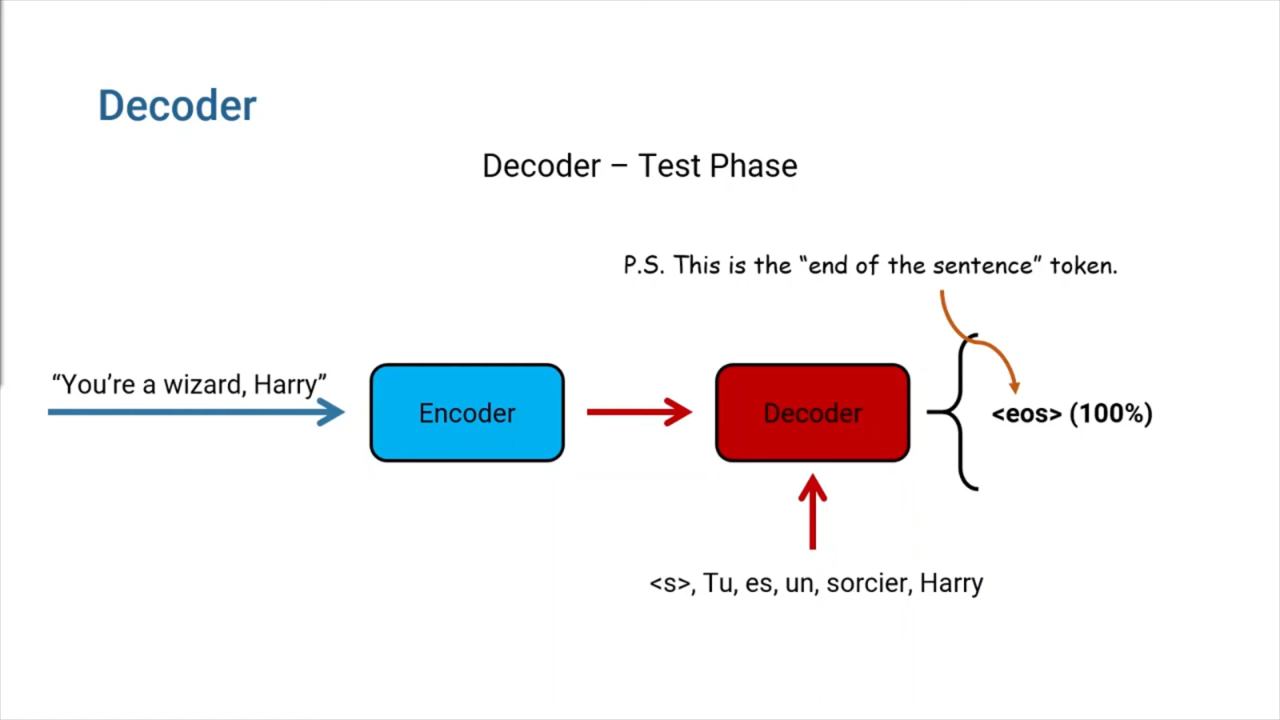 Decoder
Decoder – Test Phase
P.S. This is the “end of the sentence” token.
“You’re a wizard, Harry”
Encoder
Decoder
<eos> (100%)
<s>, Tu, es, un, sorcier, Harry